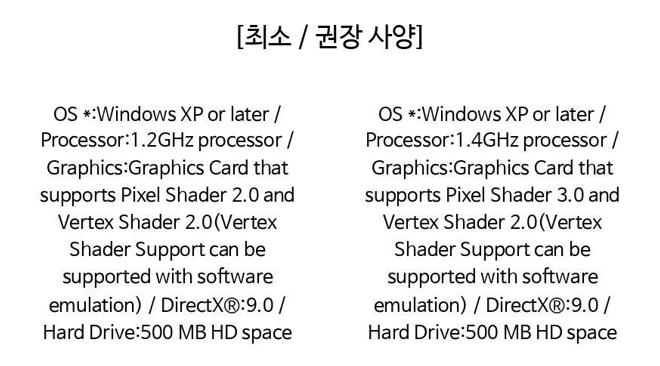 [최소 / 권장 사양]
OS *:Windows XP or later /
Processor:1.2GHz processor /
Graphics:Graphics Card that
supports Pixel Shader 2.0 and
Vertex Shader 2.0(Vertex
Shader Support can be
supported with software
emulation) / DirectX®:9.0 /
Hard Drive:500 MB HD space
OS *:Windows XP or later /
Processor:1.4GHz processor /
Graphics:Graphics Card that
supports Pixel Shader 3.0 and
Vertex Shader 2.0(Vertex
Shader Support can be
supported with software
emulation) / DirectX®:9.0 /
Hard Drive:500 MB HD space